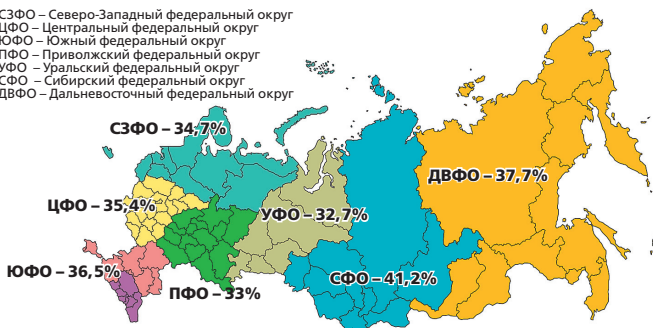 СЗФО – Северо-Западный федеральный округ
ЦФО – Центральный федеральный округ
ЮФО – Южный федеральный округ
ПФО – Приволжский федеральный округ
УФО – Уральский федеральный округ
СФО – Сибирский федеральный округ
ДВФО – Дальневосточный федеральный округ
СЗФО – 34,7%
ДВФО – 37,7%
ЦФО – 35,4%
УФО – 32,7%
ЮФО – 36,5%
СФО – 41,2%
ПФО – 33%